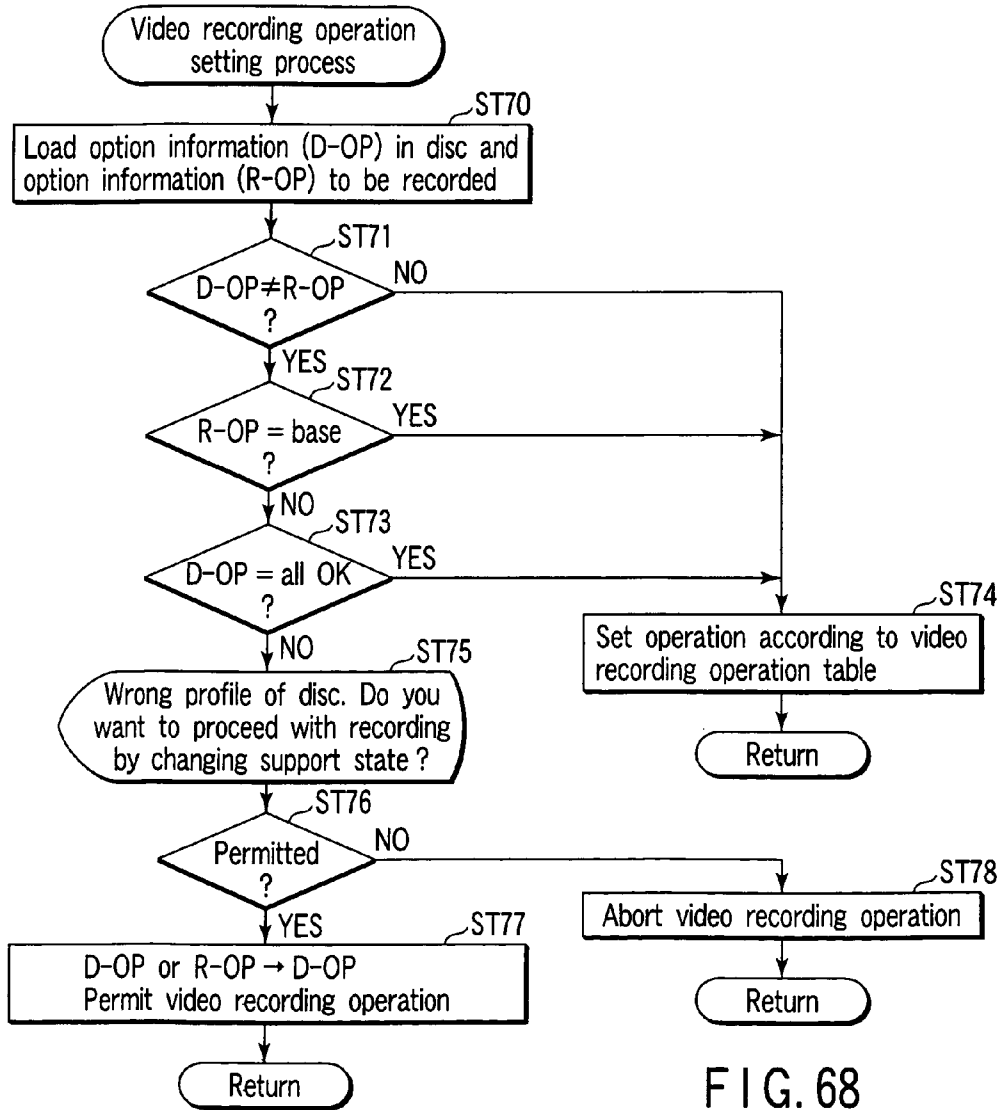 Video recording operation
setting process
ST70
Load option information (D-OP) in disc and
option information (R-OP) to be recorded
ST71
D-OP≠R-OP
?
NO
YES
ST72
R-OP = base
?
YES
NO
ST73
D-OP = all OK
?
YES
NO
ST74
Set operation according to video
recording operation table
Return
ST75
Wrong profile of disc. Do you
want to proceed with recording
by changing support state ?
ST76
Permitted
?
NO
YES
ST78
Abort video recording operation
Return
ST77
D-OP or R-OP → D-OP
Permit video recording operation
Return
FIG. 68